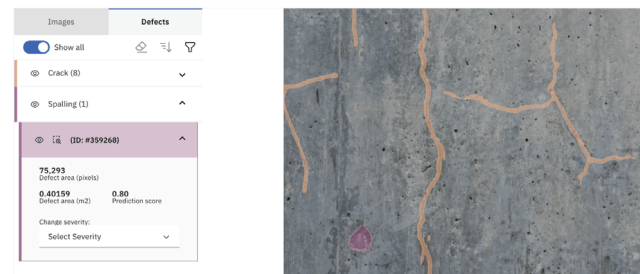 Images Defects
Show all
Crack (8)
Spalling (1)
(ID: #359268)
75,293
Defect area (pixels)
0.40159 0.80
Defect area (m2) Prediction score
Change severity:
Select Severity